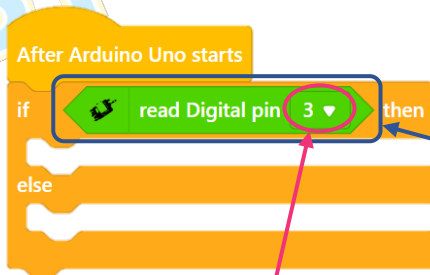 After Arduino Uno starts
if read Digital pin 3 then
else